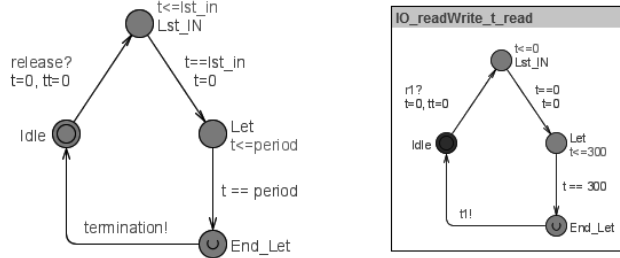 t<=lst_in
Lst_IN
release?
t=0, tt=0
t==lst_in
t=0
Idle
Let
t<=period
t == period
termination!
End_Let
IO_readWrite_t_read
t<=0
Lst_IN
r1?
t=0, tt=0
t==0
t=0
Idle
Let
t<=300
t == 300
t1!
End_Let